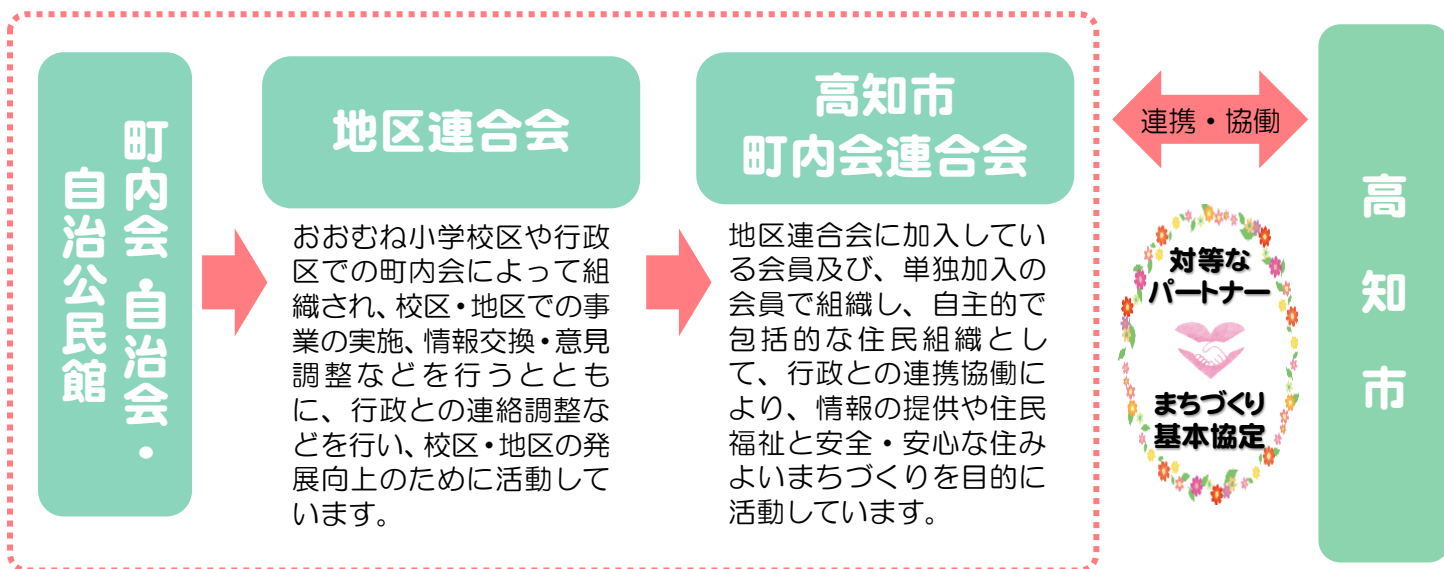 町内会・自治会・
自治公民館
地区連合会
おおむね小学校区や行政
区での町内会によって組
織され、校区・地区での事
業の実施、情報交換・意見
調整などを行うととも
に、行政との連絡調整な
どを行い、校区・地区の発
展向上のために活動して
います。
高知市
町内会連合会
地区連合会に加入してい
る会員及び、単独加入の
会員で組織し、自主的で
包括的な住民組織とし
て、行政との連携協働に
より、情報の提供や住民
福祉と安全・安心な住み
よいまちづくりを目的に
活動しています。
連携・協働
対等な
パートナー
まちづくり
基本協定
高知市